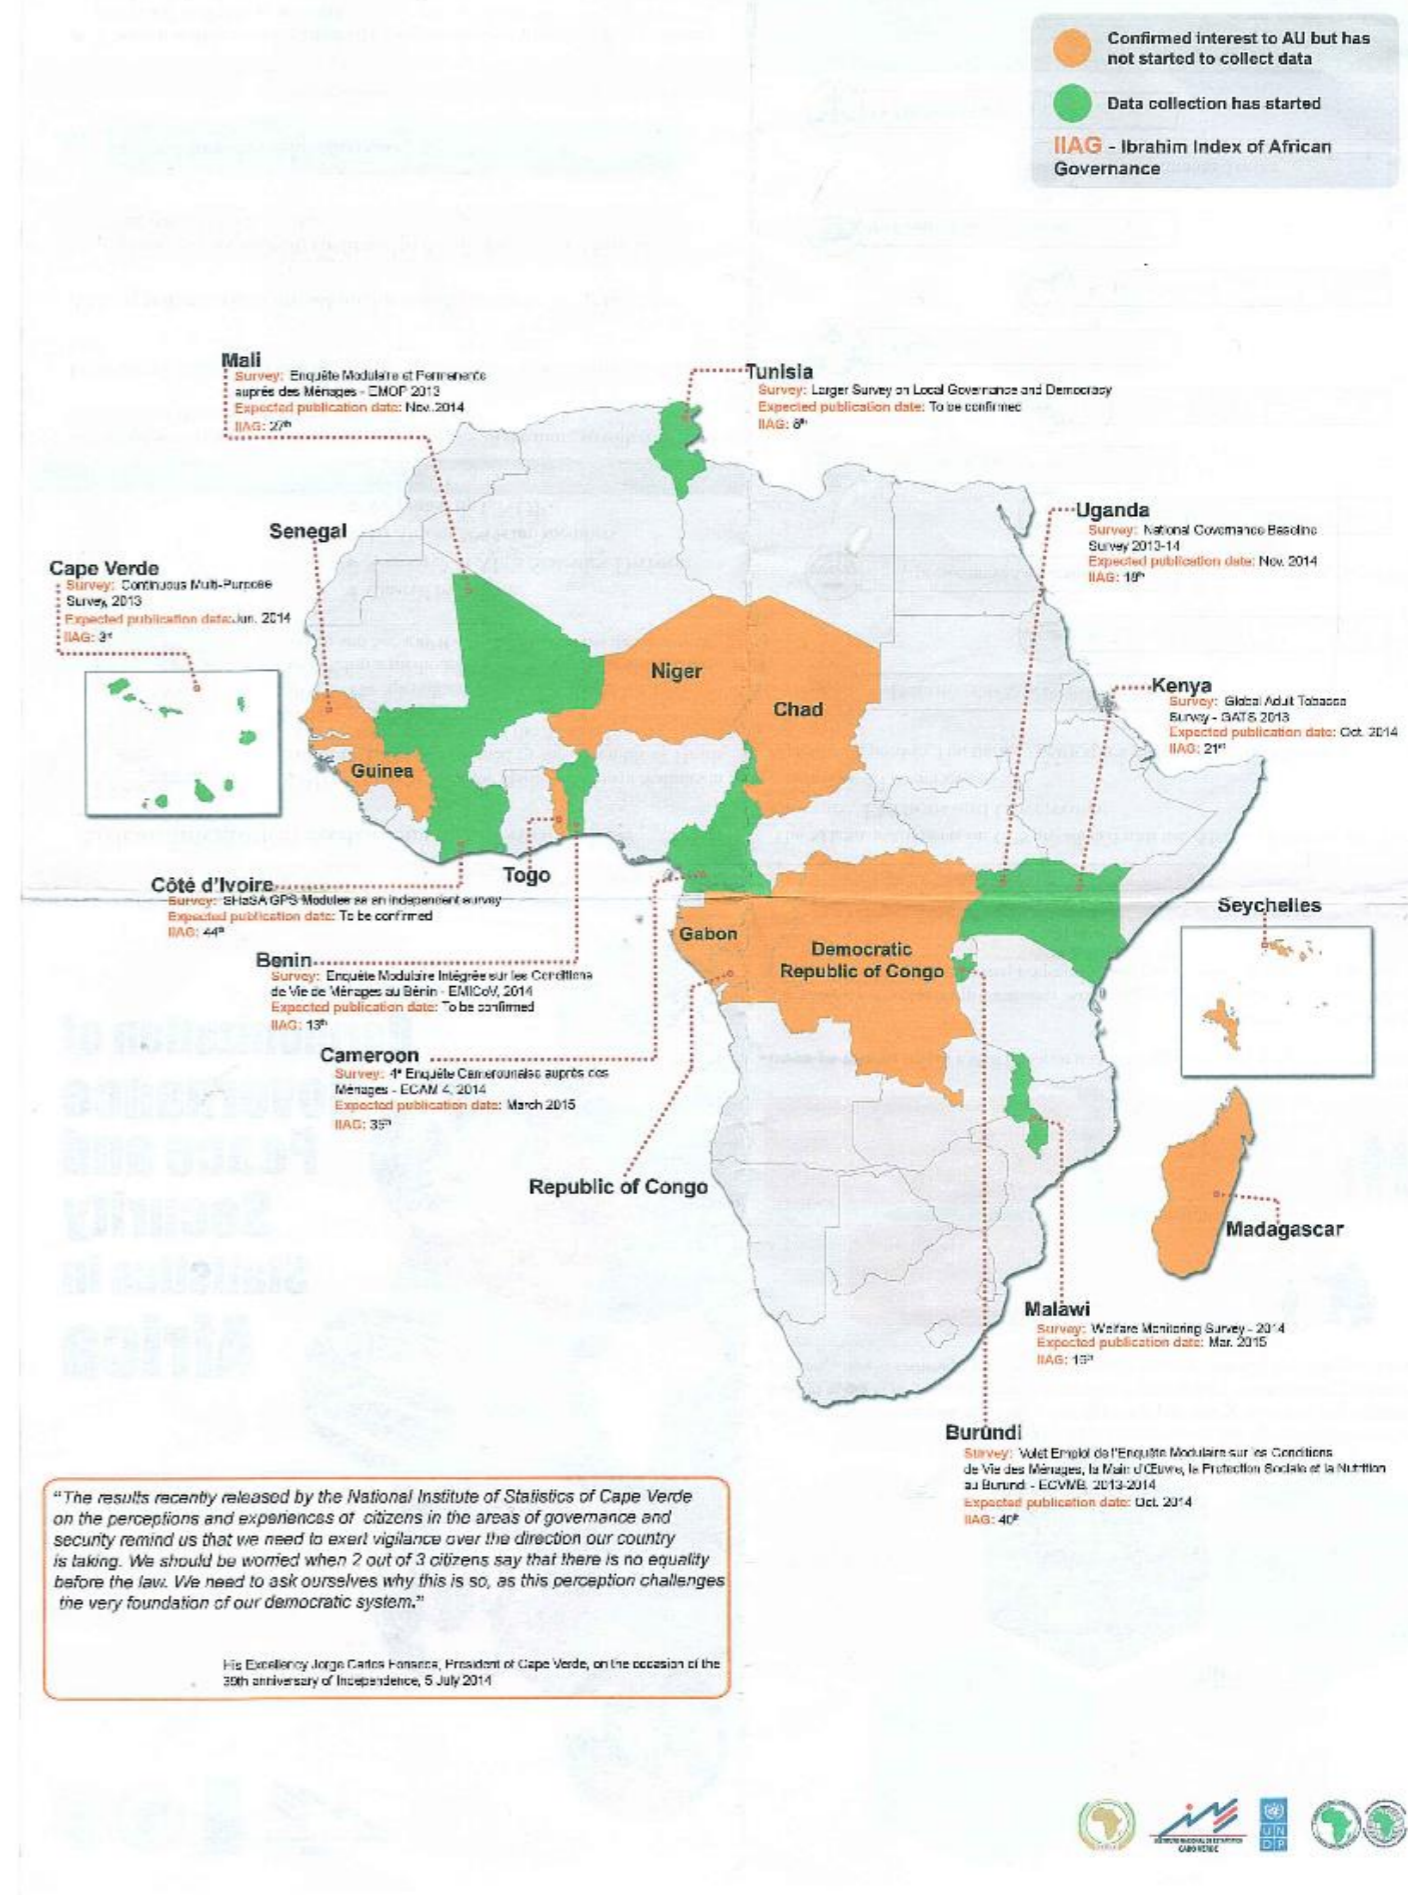 Confirmed interest to AU but has
not started to collect data
Data collection has started
IIAG - Ibrahim Index of African
Governance
Mali
Survey: Enquête Modulaire et Permanente
auprès des Ménages - EMOP 2013
Expected publication date: Nov. 2014
IIAG: 27th
Tunisia
Survey: Larger Survey on Local Governance and Democracy
Expected publication date: To be confirmed
IIAG: 8th
Uganda
Survey: National Governance Baseline
Survey 2013-14
Expected publication date: Nov. 2014
IIAG: 18th
Senegal
Cape Verde
Survey: Continuous Multi-Purpose
Survey, 2013
Expected publication date: Jun. 2014
IIAG: 3rd
Niger
Chad
Kenya
Survey: Global Adult Tobacco
Survey - GATS 2013
Expected publication date: Oct. 2014
IIAG: 21st
Guinea
Togo
Côté d'Ivoire
Survey: SHaSA GPS Modules as an independent survey
Expected publication date: To be confirmed
IIAG: 44th
Seychelles
Gabon
Democratic
Republic of Congo
Benin
Survey: Enquête Modulaire Intégrée sur les Conditions
de Vie de Ménages au Bénin - EMICoV, 2014
Expected publication date: To be confirmed
IIAG: 13th
Cameroon
Survey: 4e Enquête Camerounaise auprès des
Ménages - ECAM 4, 2014
Expected publication date: March 2015
IIAG: 35th
Republic of Congo
Madagascar
Malawi
Survey: Welfare Monitoring Survey - 2014
Expected publication date: Mar. 2015
IIAG:
Burundi
Survey: Volet Emploi de l'Enquête Modulaire sur les Conditions
de Vie des Ménages, la Main d'Œuvre, la Protection Sociale et la Nutrition
au Burundi - ECVMB, 2013-2014
Expected publication date: Oct. 2014
IIAG: 40th
"The results recently released by the National Institute of Statistics of Cape Verde
on the perceptions and experiences of citizens in the areas of governance and
security remind us that we need to exert vigilance over the direction our country
is taking. We should be worried when 2 out of 3 citizens say that there is no equality
before the law. We need to ask ourselves why this is so, as this perception challenges
the very foundation of our democratic system."
His Excellency Jorge Carlos Fonseca, President of Cape Verde, on the occasion of the
39th anniversary of Independence, 5 July 2014
INSTITUTO NACIONAL DE ESTATÍSTICA
CABO VERDE
U N
D P